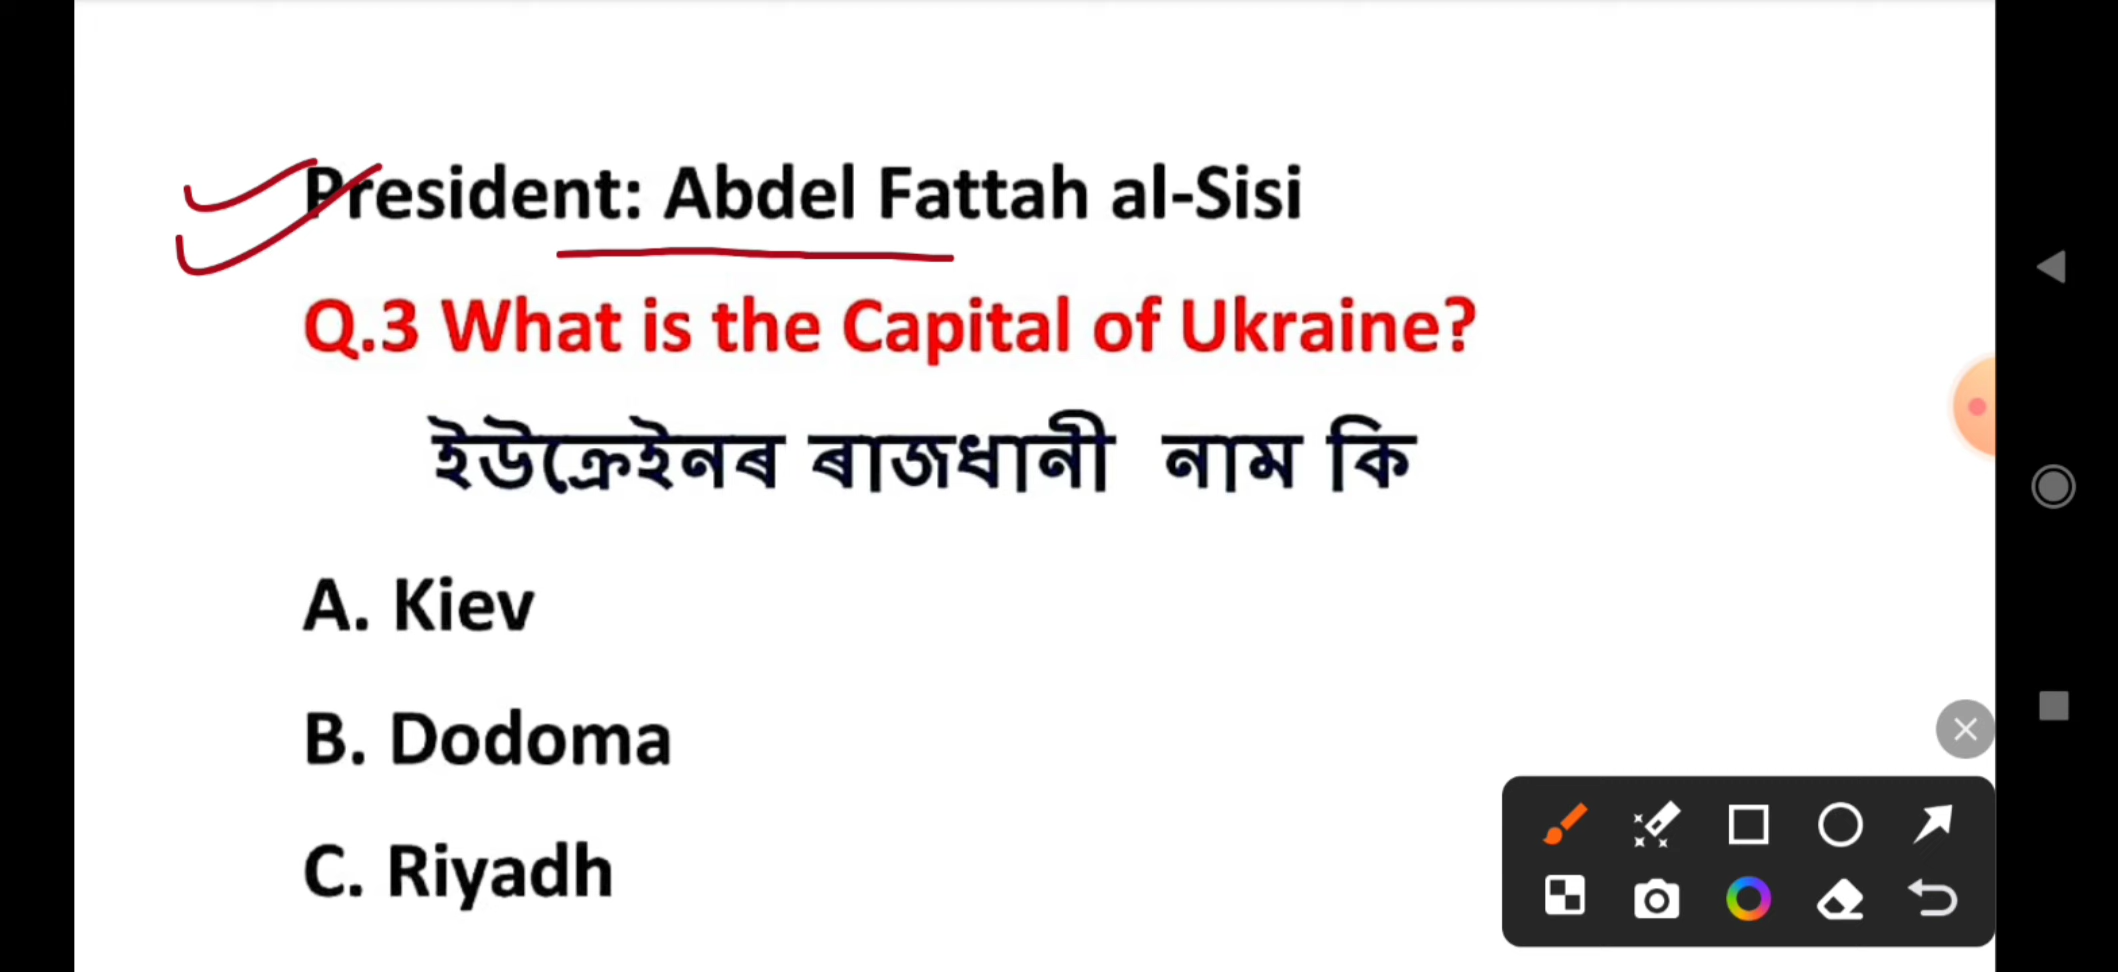 President: Abdel Fattah al-Sisi
Q.3 What is the Capital of Ukraine?
ইউক্ৰেইনৰ ৰাজধানী নাম কি
A. Kiev
B. Dodoma
C. Riyadh